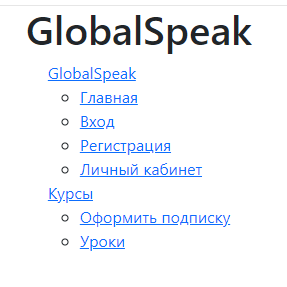 GlobalSpeak
GlobalSpeak
Главная
Вход
Регистрация
Личный кабинет
Курсы
Оформить подписку
Уроки